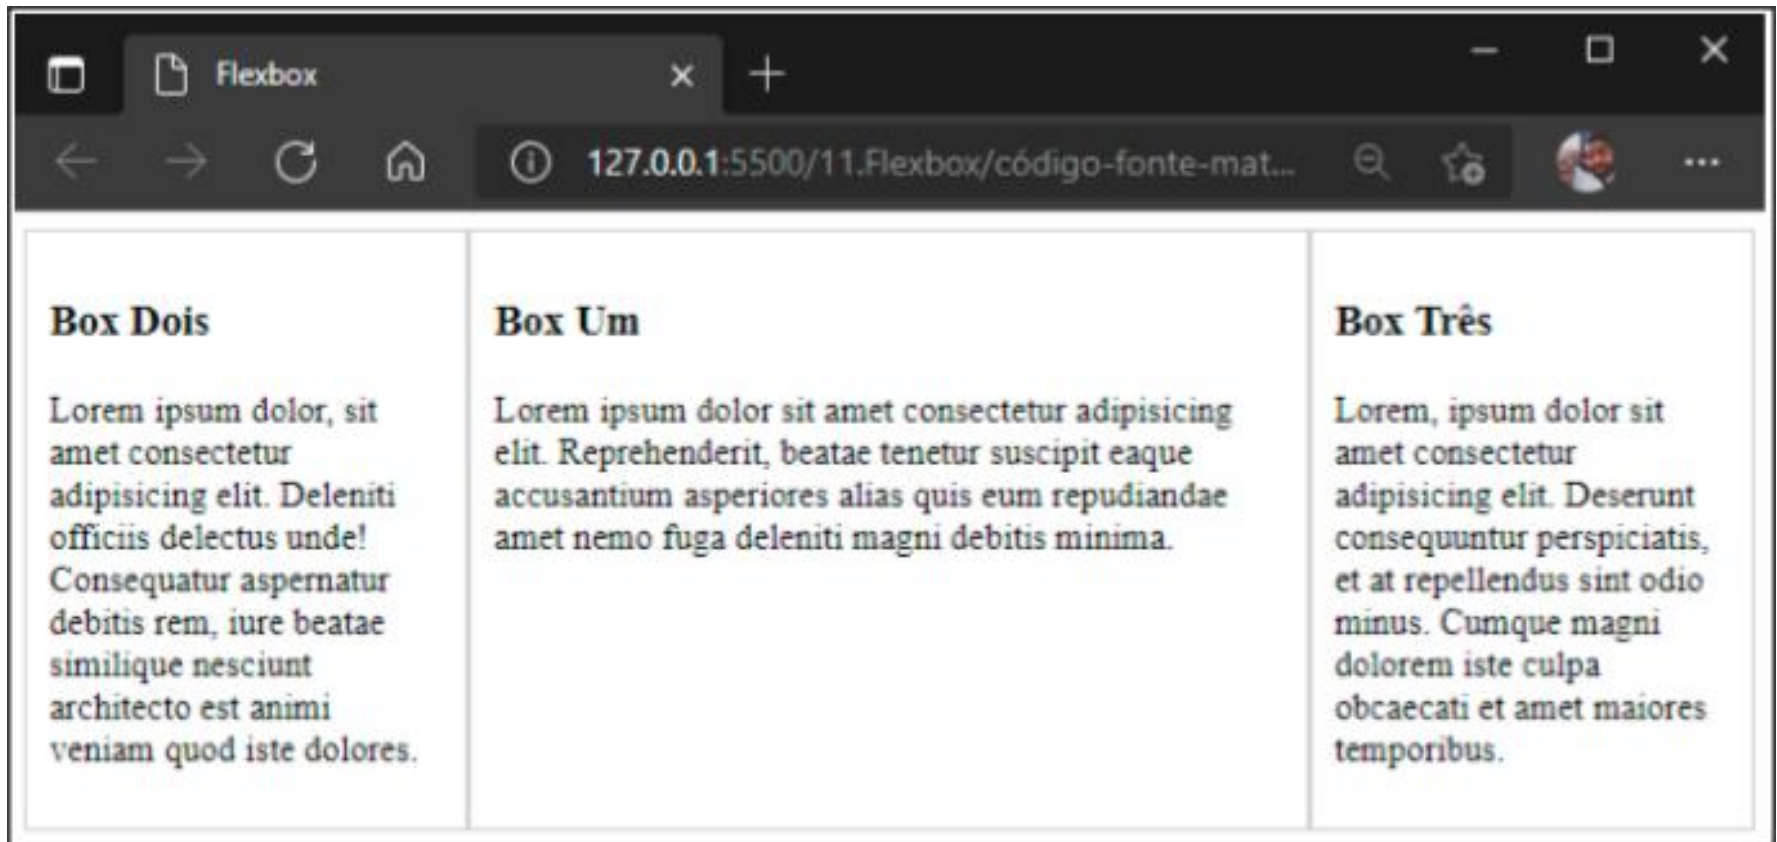 Flexbox
127.0.0.1:5500/11.Flexbox/código-fonte-mat...
Box Dois
Lorem ipsum dolor, sit
amet consectetur
adipisicing elit. Deleniti
officiis delectus unde!
Consequatur aspernatur
debitis rem, iure beatae
similique nesciunt
architecto est animi
veniam quod iste dolores.
Box Um
Lorem ipsum dolor sit amet consectetur adipisicing
elit. Reprehenderit, beatae tenetur suscipit eaque
accusantium asperiores alias quis eum repudiandae
amet nemo fuga deleniti magni debitis minima.
Box Três
Lorem, ipsum dolor sit
amet consectetur
adipisicing elit. Deserunt
consequuntur perspiciatis,
et at repellendus sint odio
minus. Cumque magni
dolorem iste culpa
obcaecati et amet maiores
temporibus.